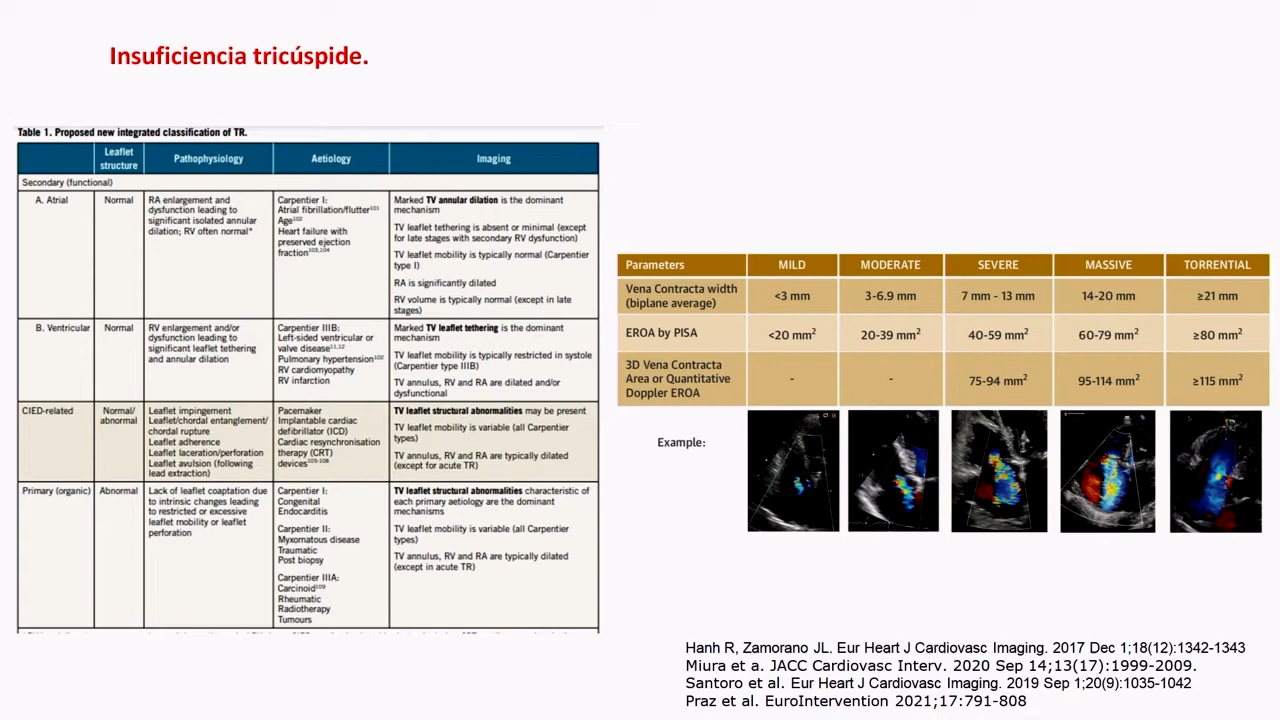 Insuficiencia tricúspide.
Table 1. Proposed new integrated classification of TR.
Leaflet structure
Pathophysiology
Aetiology
Imaging
Secondary (functional)
A. Atrial
Normal
RA enlargement and
dysfunction leading to
significant isolated annular
dilation; RV often normal*
Carpentier I:
Atrial fibrillation/flutter101
Age102
Heart failure with
preserved ejection
fraction103,104
Marked TV annular dilation is the dominant
mechanism
TV leaflet tethering is absent or minimal (except
for late stages with secondary RV dysfunction)
TV leaflet mobility is typically normal (Carpentier
type I)
RA is significantly dilated
RV volume is typically normal (except in late
stages)
B. Ventricular
Normal
RV enlargement and/or
dysfunction leading to
significant leaflet tethering
and annular dilation
Carpentier IIIB:
Left-sided ventricular or
valve disease11,12
Pulmonary hypertension102
RV cardiomyopathy
RV infarction
Marked TV leaflet tethering is the dominant
mechanism
TV leaflet mobility is typically restricted in systole
(Carpentier type IIIB)
TV annulus, RV and RA are dilated and/or
dysfunctional
CIED-related
Normal/
abnormal
Leaflet impingement
Leaflet/chordal entanglement/
chordal rupture
Leaflet adherence
Leaflet laceration/perforation
Leaflet avulsion (following
lead extraction)
Pacemaker
Implantable cardiac
defibrillator (ICD)
Cardiac resynchronisation
therapy (CRT)
devices105-108
TV leaflet structural abnormalities may be present
TV leaflet mobility is variable (all Carpentier
types)
TV annulus, RV and RA are typically dilated
(except for acute TR)
Primary (organic)
Abnormal
Lack of leaflet coaptation due
to intrinsic changes leading
to restricted or excessive
leaflet mobility or leaflet
perforation
Carpentier I:
Congenital
Endocarditis
Carpentier II:
Myxomatous disease
Traumatic
Post biopsy
Carpentier IIIA:
Carcinoid109
Rheumatic
Radiotherapy
Tumours
TV leaflet structural abnormalities characteristic of
each primary aetiology are the dominant
mechanisms
TV leaflet mobility is variable (all Carpentier
types)
TV annulus, RV and RA are typically dilated
(except in acute TR)
Parameters MILD MODERATE SEVERE MASSIVE TORRENTIAL
Vena Contracta width
(biplane average)
<3 mm 3-6.9 mm 7 mm - 13 mm 14-20 mm ≥21 mm
EROA by PISA <20 mm² 20-39 mm² 40-59 mm² 60-79 mm² ≥80 mm²
3D Vena Contracta
Area or Quantitative
Doppler EROA
- - 75-94 mm² 95-114 mm² ≥115 mm²
Example:
Hanh R, Zamorano JL. Eur Heart J Cardiovasc Imaging. 2017 Dec 1;18(12):1342-1343
Miura et a. JACC Cardiovasc Interv. 2020 Sep 14;13(17):1999-2009.
Santoro et al. Eur Heart J Cardiovasc Imaging. 2019 Sep 1;20(9):1035-1042
Praz et al. EuroIntervention 2021;17:791-808